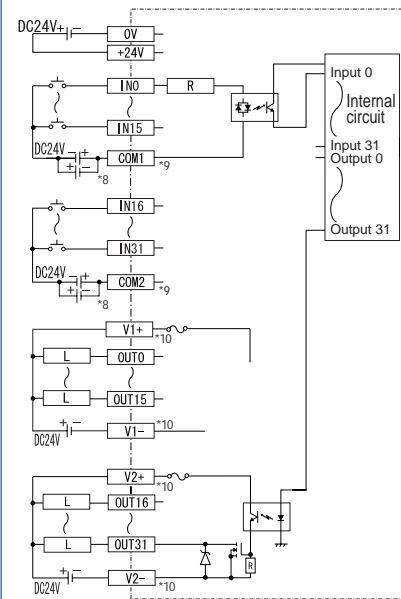 DC24V + −
0V
+24V
IN0
R
Input 0
Internal
circuit
IN15
DC24V − +
+ −
*8
COM1
*9
Input 31
Output 0
IN16
IN31
Output 31
DC24V − +
+ −
*8
COM2
*9
V1+
*10
L
OUT0
L
OUT15
+ −
DC24V
V1-
*10
V2+
*10
L
OUT16
L
OUT31
R
+ −
DC24V
V2-
*10